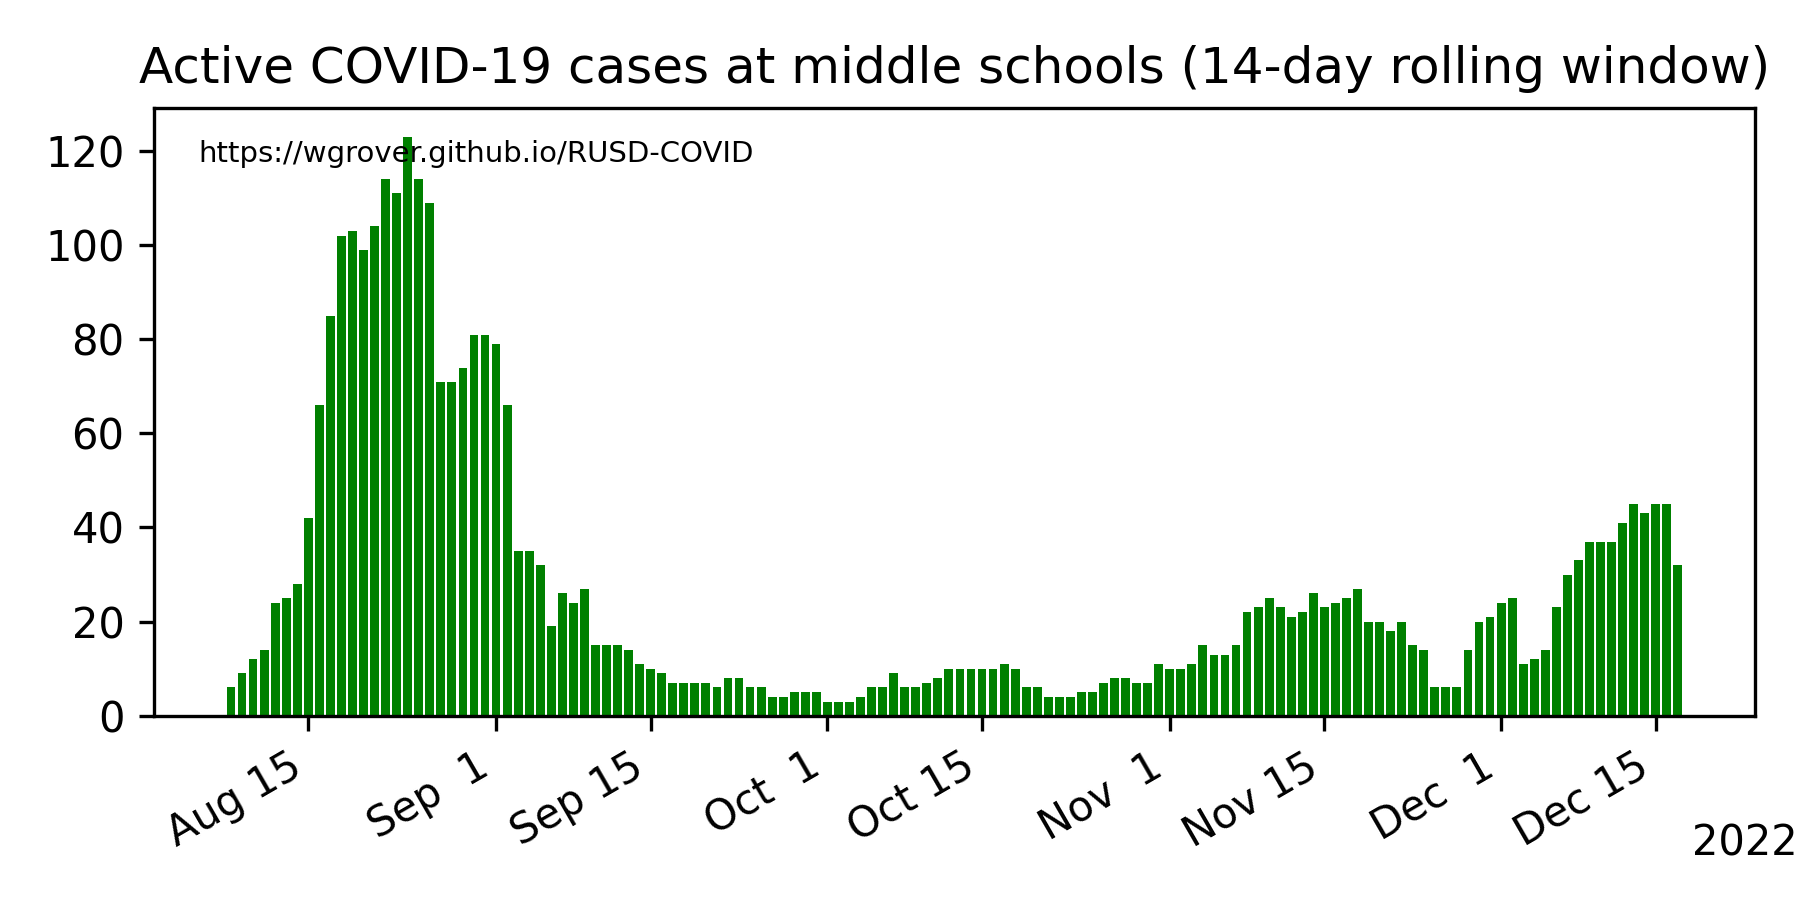 Active COVID-19 cases at middle schools (14-day rolling window)
https://wgrover.github.io/RUSD-COVID
120
100
80
60
40
20
0
Aug 15
Sep 1
Sep 15
Oct 1
Oct 15
Nov 1
Nov 15
Dec 1
Dec 15
2022